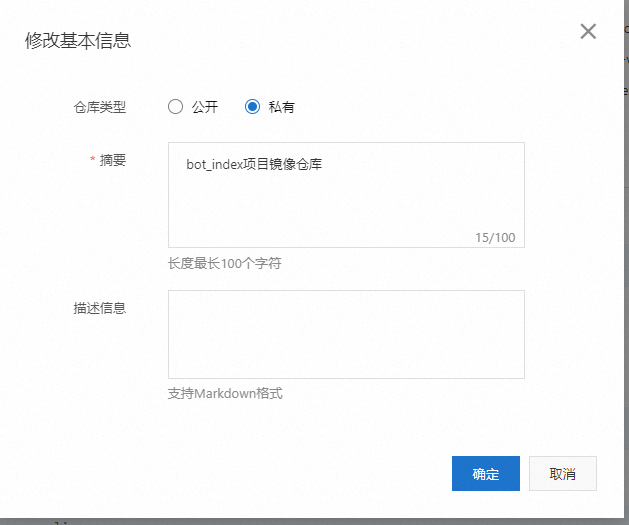 修改基本信息
仓库类型 公开 私有
* 摘要 bot_index项目镜像仓库
15/100
长度最长100个字符
描述信息
支持Markdown格式
确定 取消